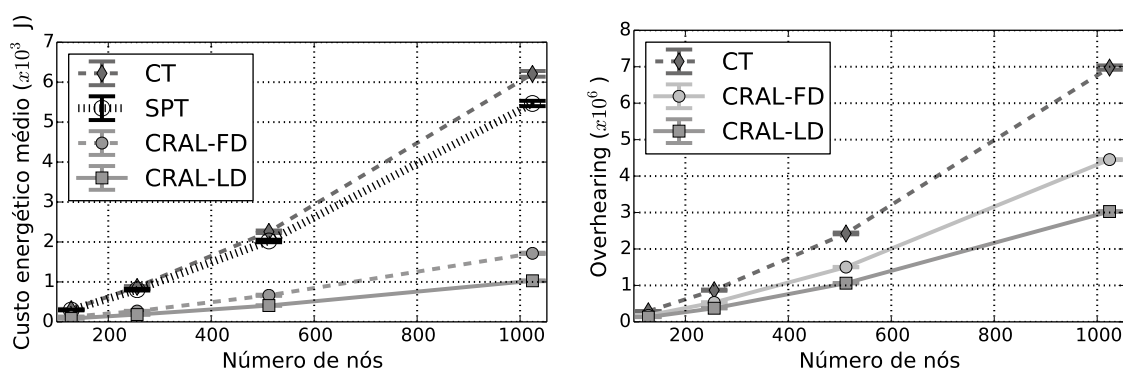 Custo energético médio (x10³ J)
7
6
5
4
3
2
1
0
CT
SPT
CRAL-FD
CRAL-LD
200 400 600 800 1000
Número de nós
Overhearing (x10⁶ )
8
7
6
5
4
3
2
1
0
CT
CRAL-FD
CRAL-LD
200 400 600 800 1000
Número de nós